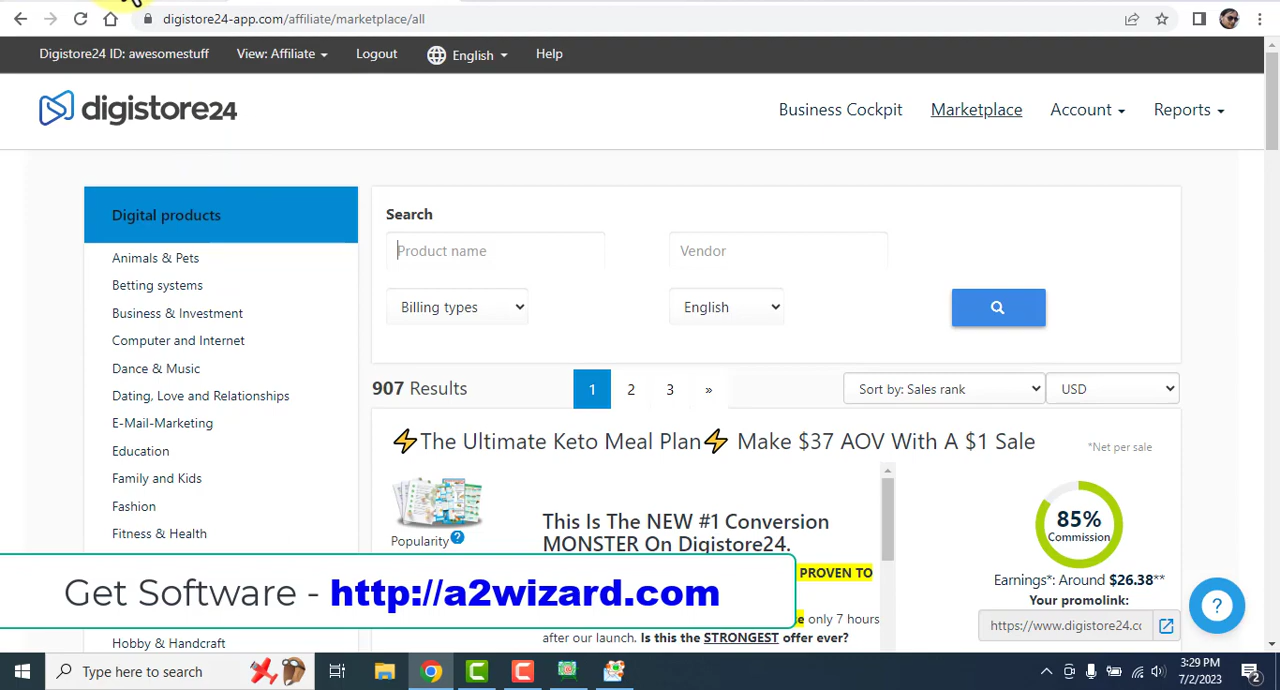 digistore24-app.com/affiliate/marketplace/all
Digistore24 ID: awesomestuff View: Affiliate Logout English Help
digistore24
Business Cockpit Marketplace Account Reports
Digital products
Animals & Pets
Betting systems
Business & Investment
Computer and Internet
Dance & Music
Dating, Love and Relationships
E-Mail-Marketing
Education
Family and Kids
Fashion
Fitness & Health
Hobby & Handcraft
Search
Product name Vendor
Billing types English
907 Results 1 2 3 » Sort by: Sales rank USD
⚡The Ultimate Keto Meal Plan⚡ Make $37 AOV With A $1 Sale
*Net per sale
Popularity ?
This Is The NEW #1 Conversion
MONSTER On Digistore24.
PROVEN TO
only 7 hours
after our launch. Is this the STRONGEST offer ever?
85%
Commission
Earnings*: Around $26.38**
Your promolink:
https://www.digistore24.cc
?
Get Software - http://a2wizard.com
Type here to search
3:29 PM
7/2/2023
2